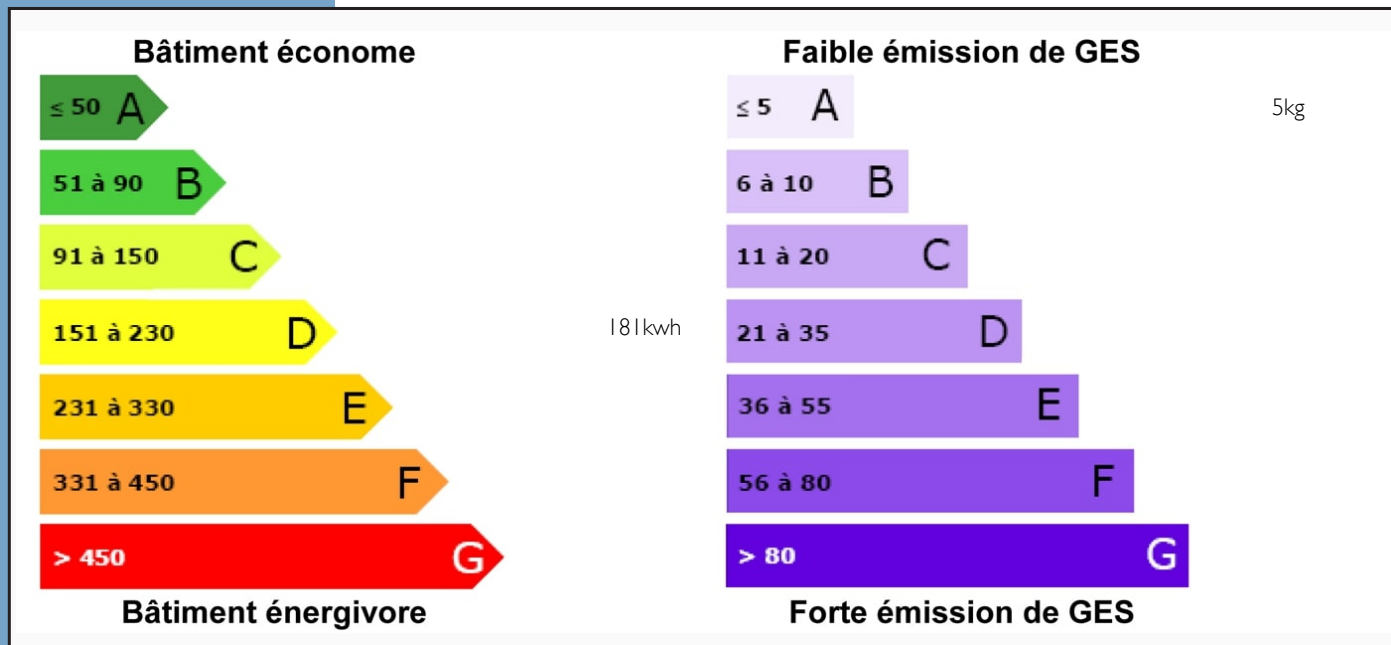 Bâtiment économe
≤ 50 A
51 à 90 B
91 à 150 C
151 à 230 D
181kwh
231 à 330 E
331 à 450 F
> 450 G
Bâtiment énergivore
Faible émission de GES
≤ 5 A
5kg
6 à 10 B
11 à 20 C
21 à 35 D
36 à 55 E
56 à 80 F
> 80 G
Forte émission de GES